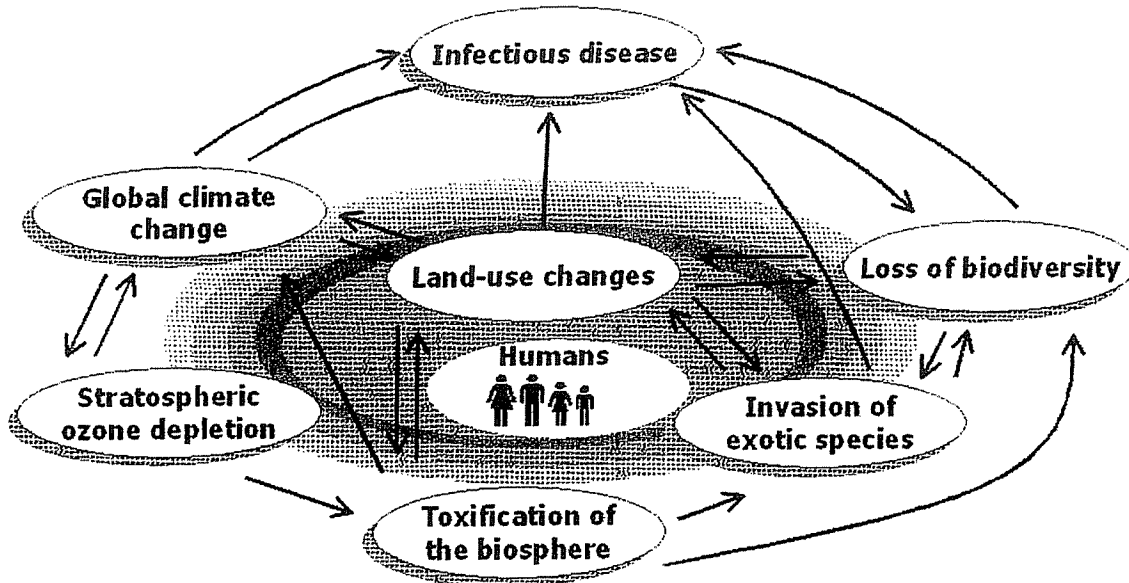 Infectious disease
Global climate
change
Land-use changes
Loss of biodiversity
Humans
Stratospheric
ozone depletion
Invasion of
exotic species
Toxification of
the biosphere